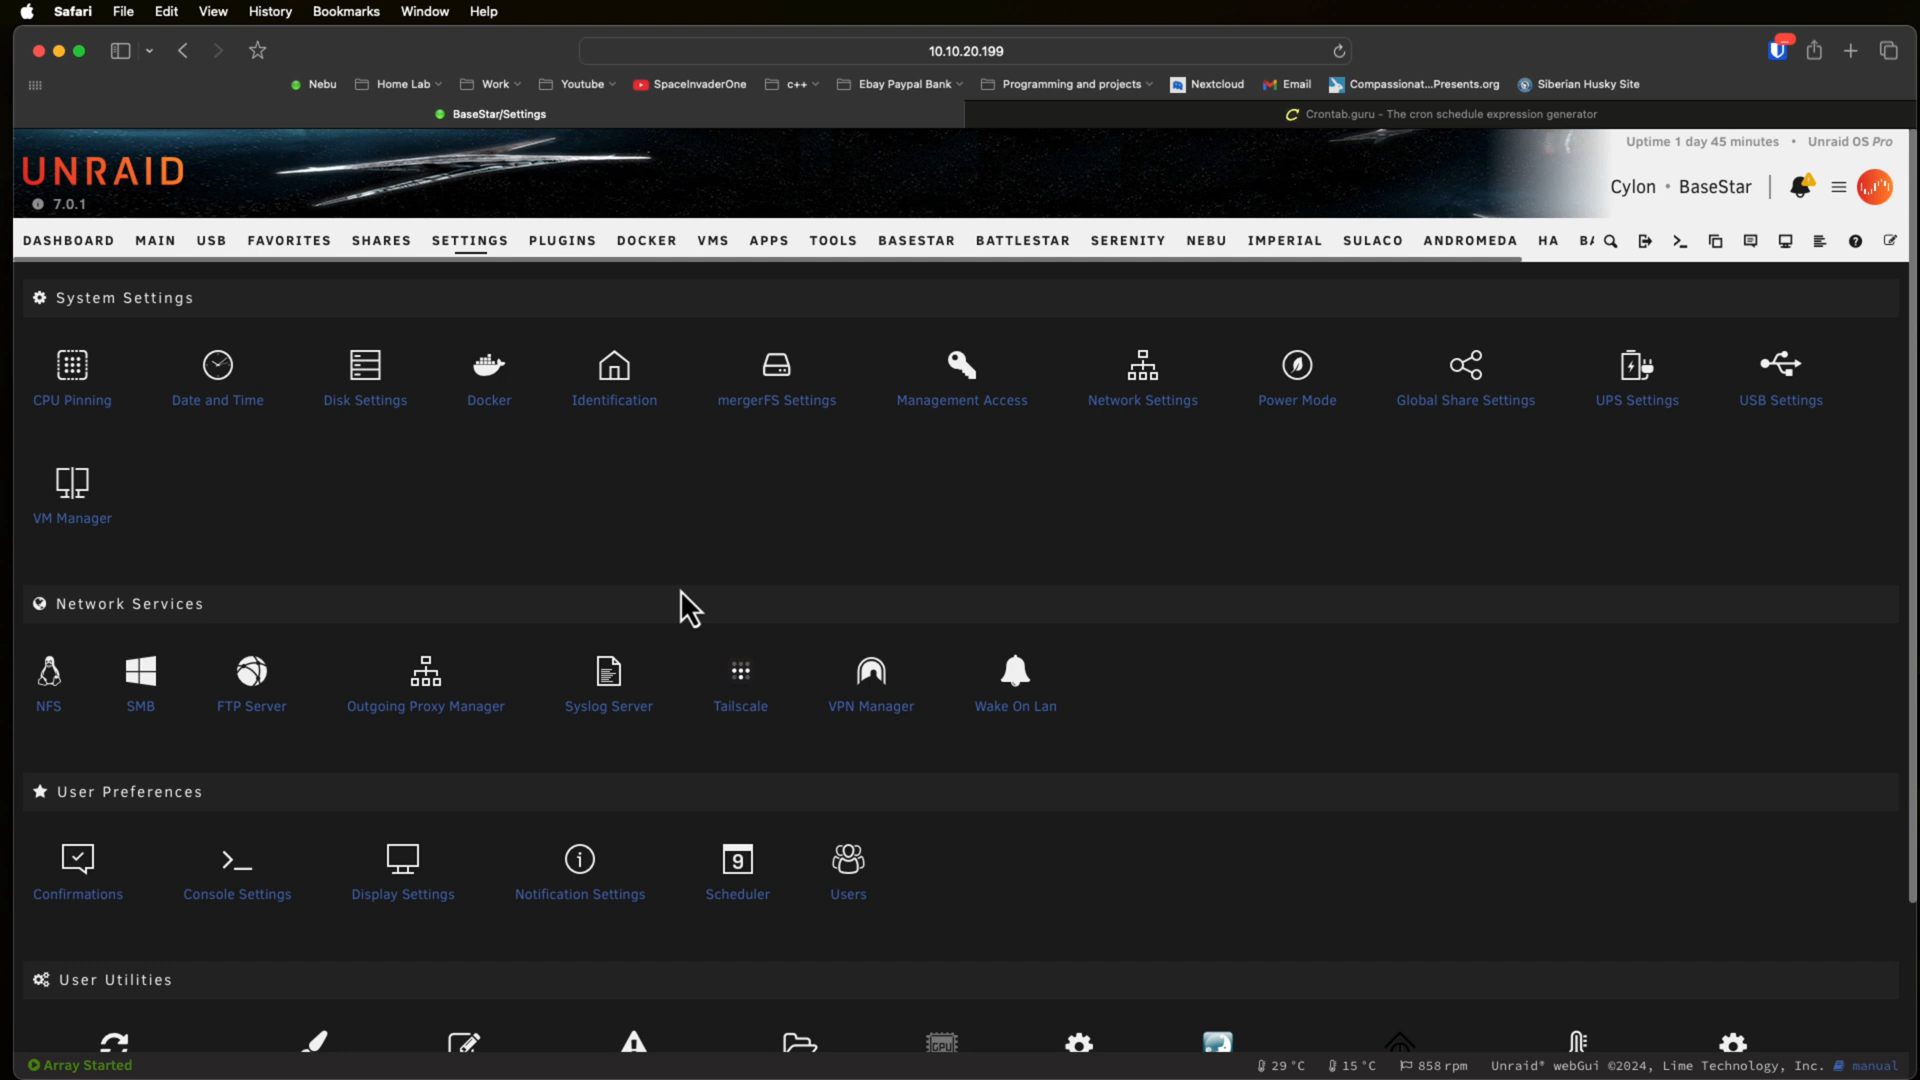 Safari File Edit View History Bookmarks Window Help
10.10.20.199
Nebu Home Lab Work Youtube SpaceInvaderOne c++ Ebay Paypal Bank Programming and projects Nextcloud Email Compassionat...Presents.org Siberian Husky Site
BaseStar/Settings Crontab.guru - The cron schedule expression generator
Uptime 1 day 45 minutes • Unraid OS Pro
UNRAID
Cylon • BaseStar
7.0.1
DASHBOARD MAIN USB FAVORITES SHARES SETTINGS PLUGINS DOCKER VMS APPS TOOLS BASESTAR BATTLESTAR SERENITY NEBU IMPERIAL SULACO ANDROMEDA HA
System Settings
CPU Pinning Date and Time Disk Settings Docker Identification mergerFS Settings Management Access Network Settings Power Mode Global Share Settings UPS Settings USB Settings
VM Manager
Network Services
NFS SMB FTP Server Outgoing Proxy Manager Syslog Server Tailscale VPN Manager Wake On Lan
User Preferences
9
Confirmations Console Settings Display Settings Notification Settings Scheduler Users
User Utilities
GPU
Array Started 29 °C 15 °C 858 rpm Unraid® webGui ©2024, Lime Technology, Inc. manual